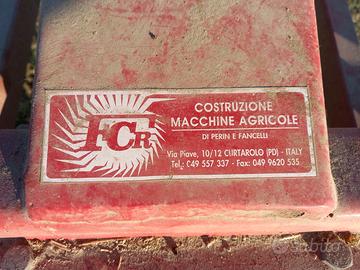 FCR
COSTRUZIONE
MACCHINE AGRICOLE
DI PERIN E FANCELLI
Via Piave, 10/12 CURTAROLO (PD) - ITALY
Tel.: 049 557 337 - Fax: 049 9620 535
subito